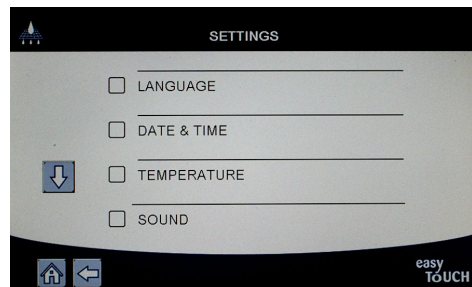 SETTINGS
LANGUAGE
DATE & TIME
TEMPERATURE
SOUND
easy
TOUCH